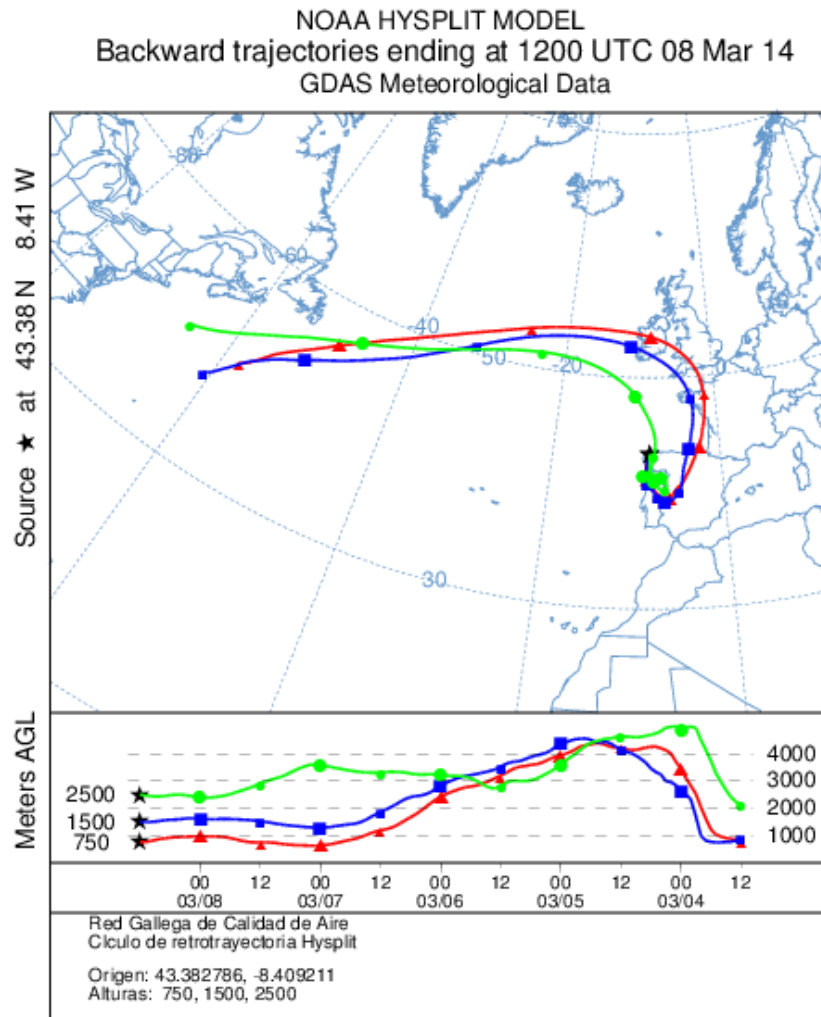 NOAA HYSPLIT MODEL
Backward trajectories ending at 1200 UTC 08 Mar 14
GDAS Meteorological Data
Source ★ at 43.38 N 8.41 W
-80
60
40
-50
-20
30
Meters AGL
2500
1500
750
4000
3000
2000
1000
00 12 00 12 00 12 00 12 00 12
03/08 03/07 03/06 03/05 03/04
Red Gallega de Calidad de Aire
Clculo de retrotrayectoria Hysplit
Origen: 43.382786, -8.409211
Alturas: 750, 1500, 2500